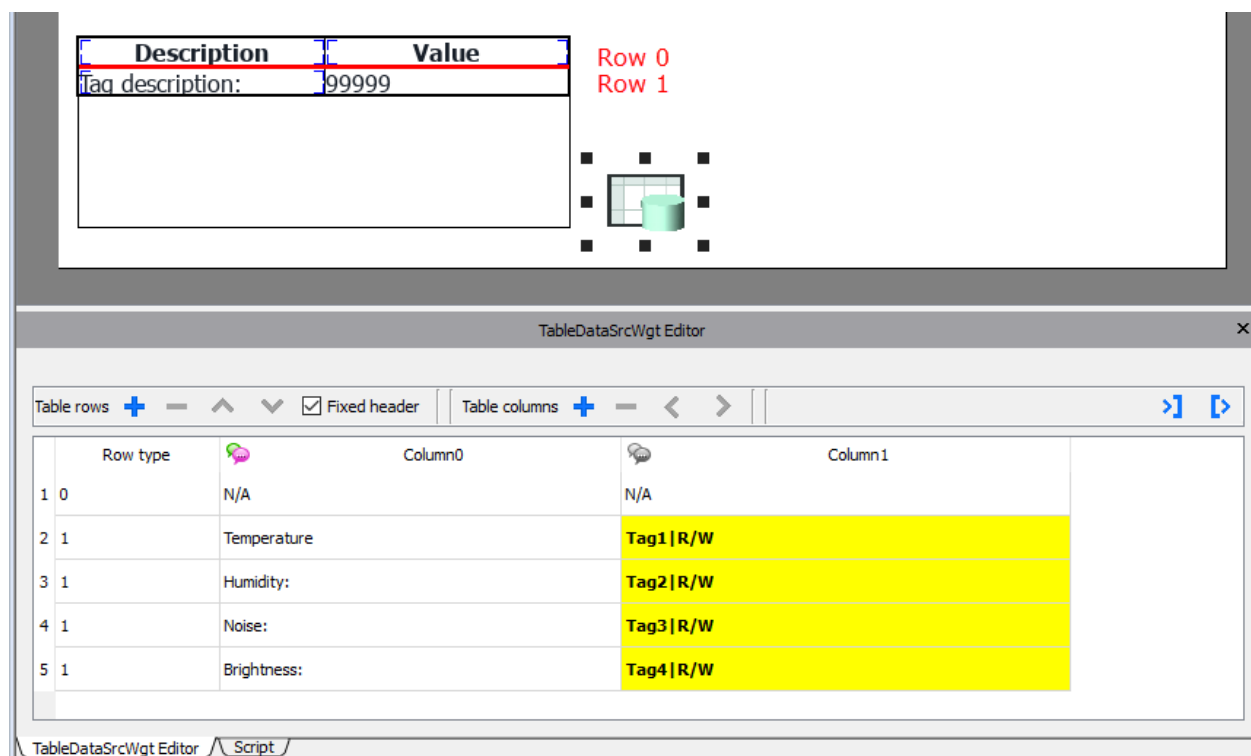 Description Value
Row 0
Tag description: 99999
Row 1
TableDataSrcWgt Editor
Table rows Fixed header Table columns
Row type Column0 Column1
1 0 N/A N/A
2 1 Temperature Tag1|R/W
3 1 Humidity: Tag2|R/W
4 1 Noise: Tag3|R/W
5 1 Brightness: Tag4|R/W
TableDataSrcWgt Editor Script